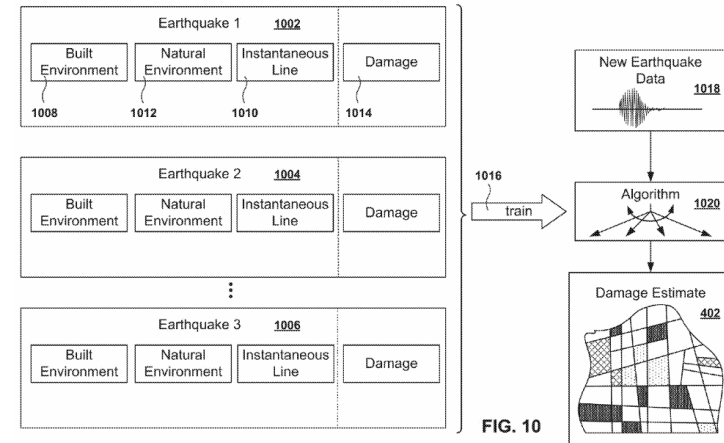 Earthquake 1 1002
Built Environment
Natural Environment
Instantaneous Line
Damage
1008
1012
1010
1014
Earthquake 2 1004
Built Environment
Natural Environment
Instantaneous Line
Damage
Earthquake 3 1006
Built Environment
Natural Environment
Instantaneous Line
Damage
1016
train
New Earthquake
Data
1018
Algorithm
1020
Damage Estimate
402
FIG. 10